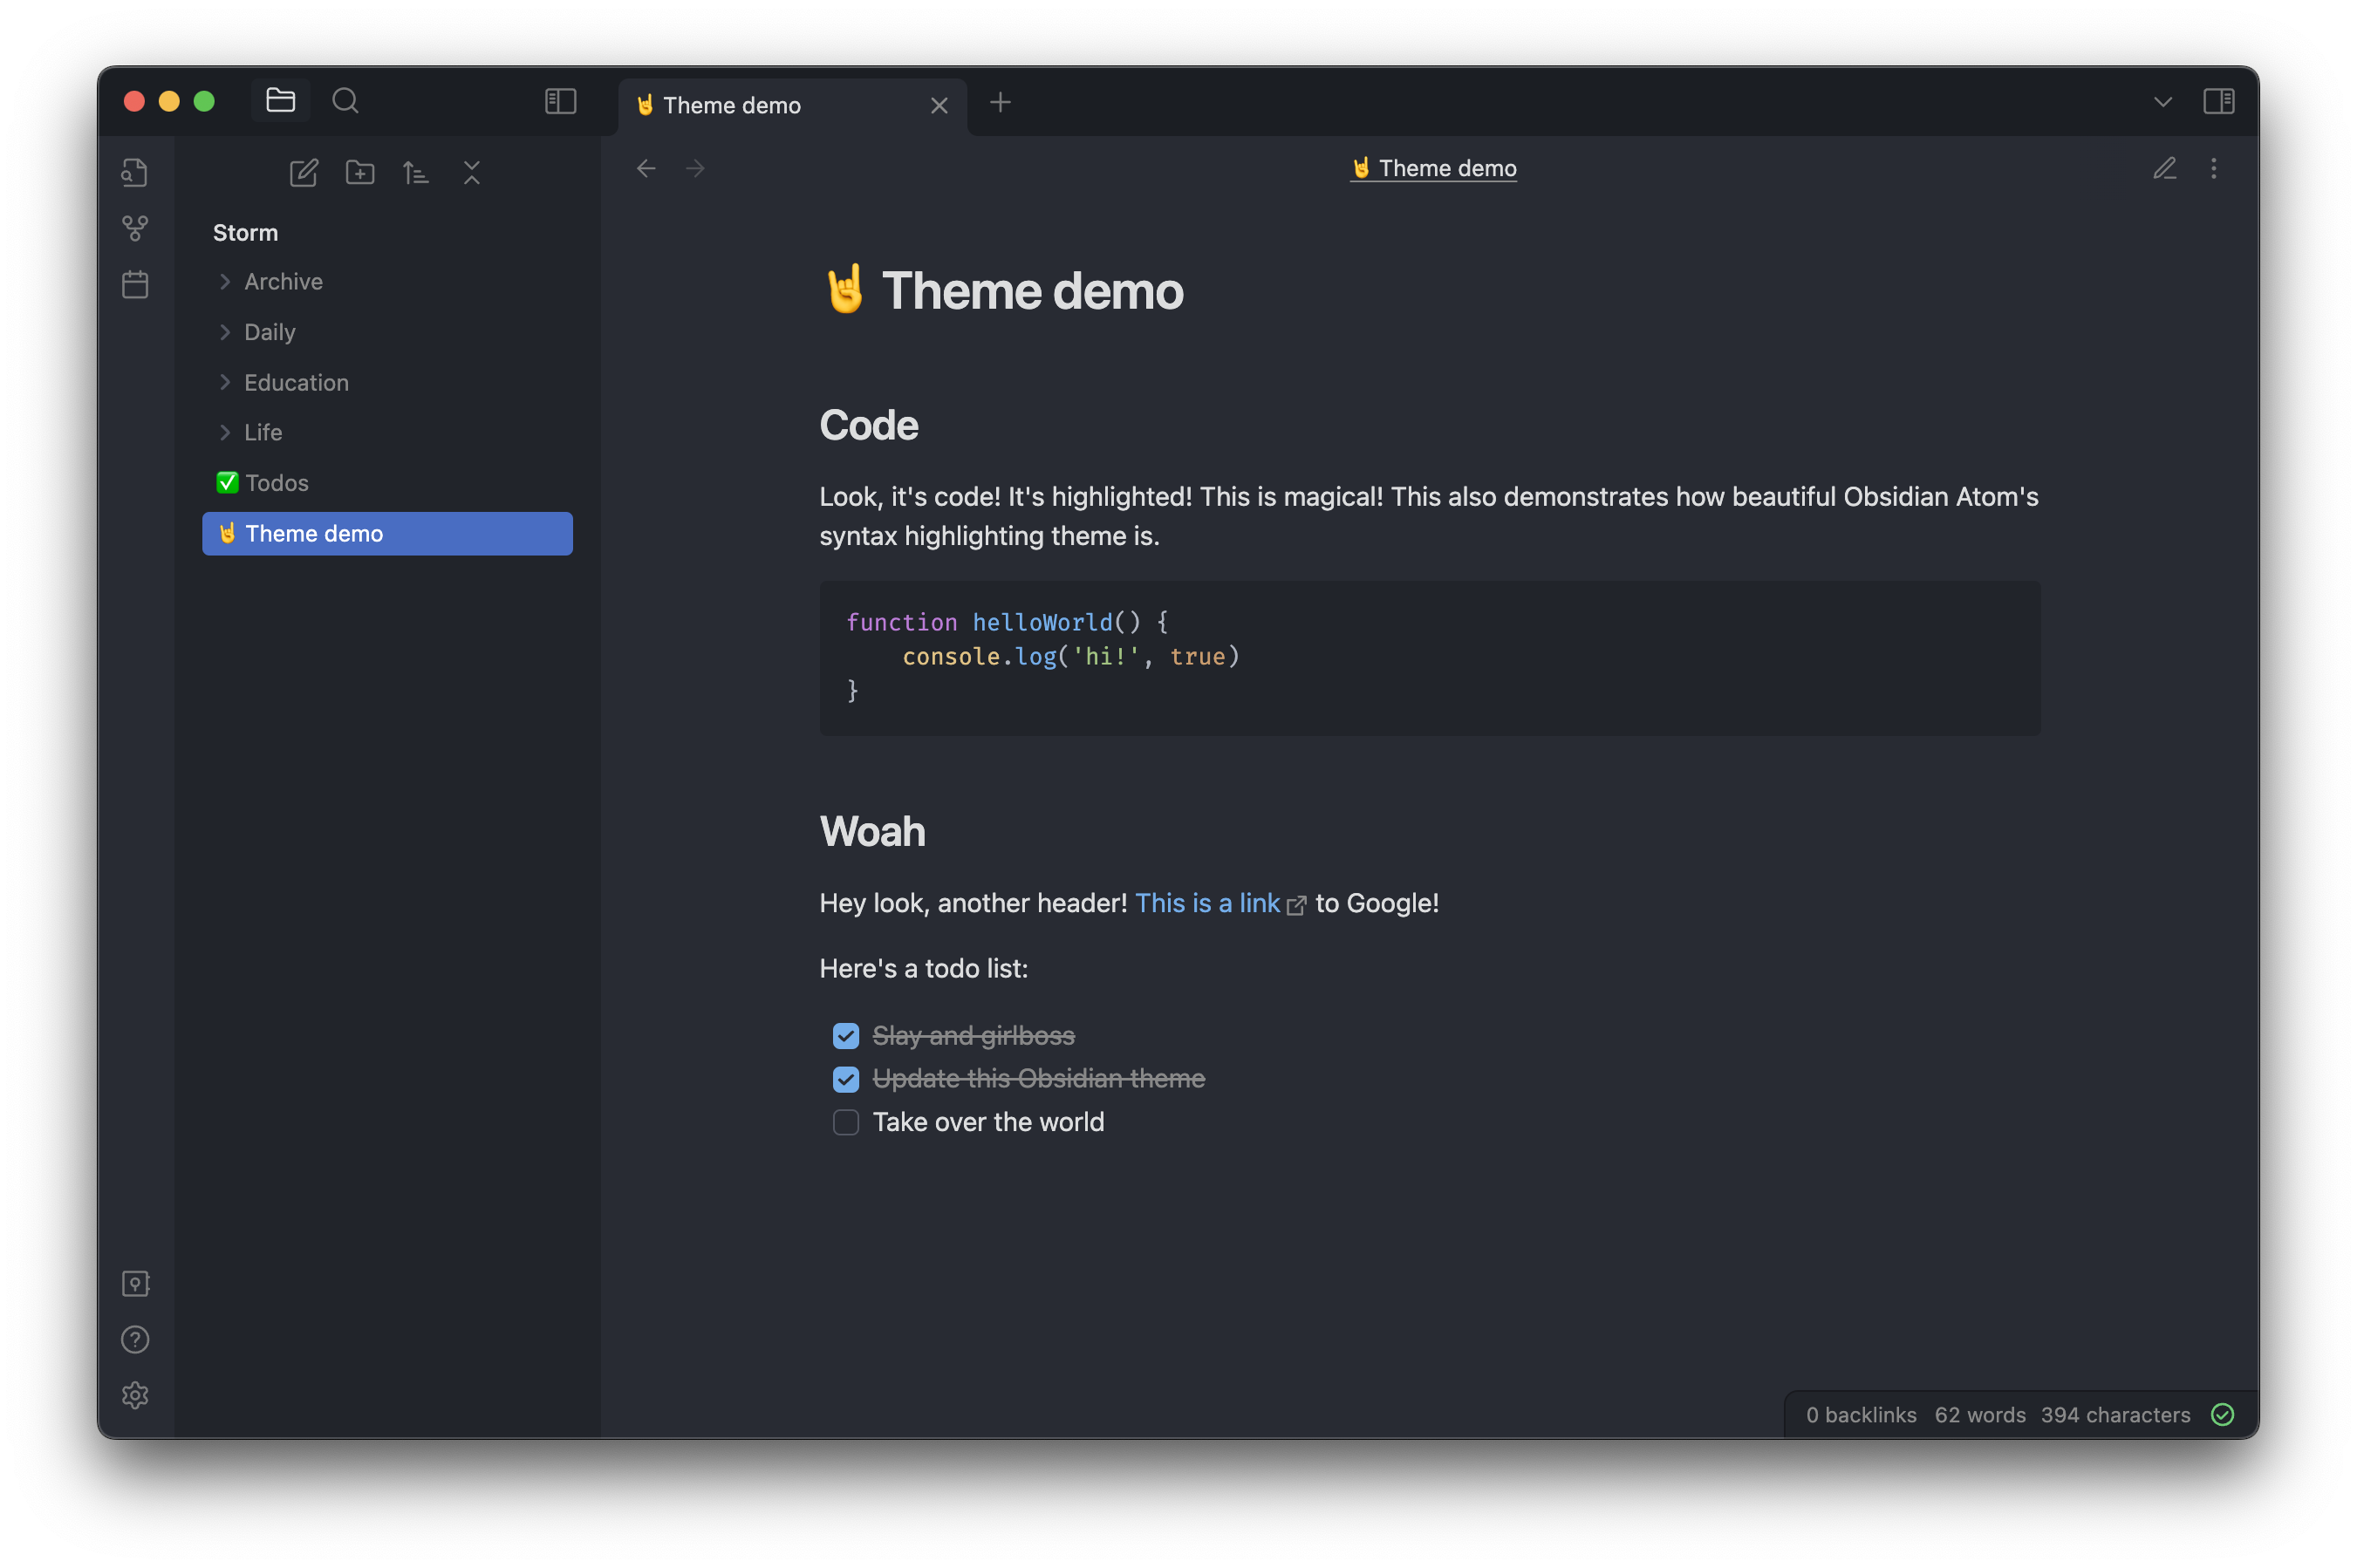 🤘 Theme demo
🤘 Theme demo
Storm
Archive
Daily
Education
Life
✅ Todos
🤘 Theme demo
🤘 Theme demo
Code
Look, it's code! It's highlighted! This is magical! This also demonstrates how beautiful Obsidian Atom's
syntax highlighting theme is.
function helloWorld() {
    console.log('hi!', true)
}
Woah
Hey look, another header! This is a link to Google!
Here's a todo list:
Slay and girlboss
Update this Obsidian theme
Take over the world
0 backlinks 62 words 394 characters